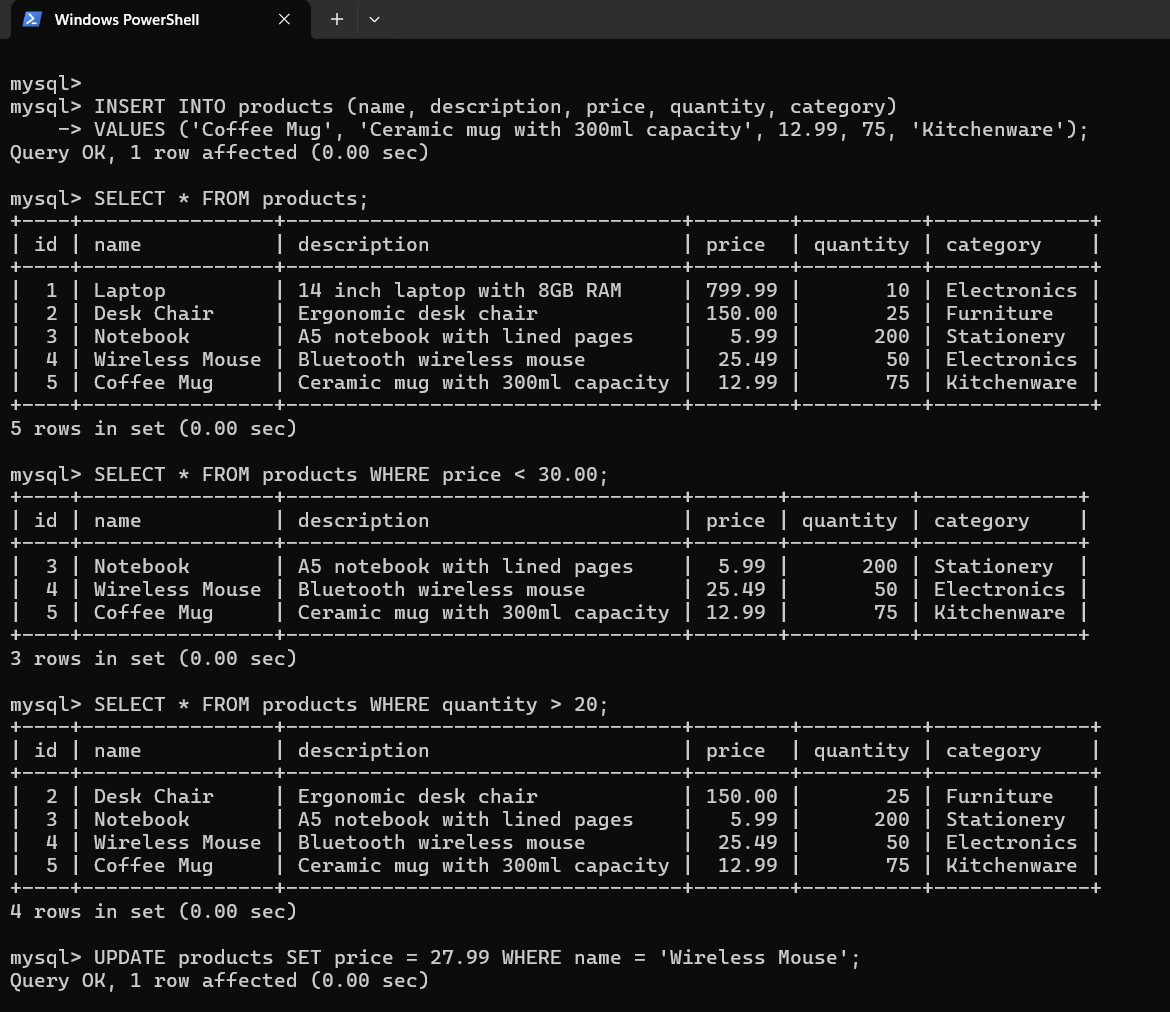 Windows PowerShell
mysql>
mysql> INSERT INTO products (name, description, price, quantity, category)
    -> VALUES ('Coffee Mug', 'Ceramic mug with 300ml capacity', 12.99, 75, 'Kitchenware');
Query OK, 1 row affected (0.00 sec)

mysql> SELECT * FROM products;
+----+----------------+---------------------------------+--------+----------+-------------+
| id | name           | description                     | price  | quantity | category    |
+----+----------------+---------------------------------+--------+----------+-------------+
|  1 | Laptop         | 14 inch laptop with 8GB RAM     | 799.99 |       10 | Electronics |
|  2 | Desk Chair     | Ergonomic desk chair            | 150.00 |       25 | Furniture   |
|  3 | Notebook       | A5 notebook with lined pages    |   5.99 |      200 | Stationery  |
|  4 | Wireless Mouse | Bluetooth wireless mouse        |  25.49 |       50 | Electronics |
|  5 | Coffee Mug     | Ceramic mug with 300ml capacity |  12.99 |       75 | Kitchenware |
+----+----------------+---------------------------------+--------+----------+-------------+
5 rows in set (0.00 sec)

mysql> SELECT * FROM products WHERE price < 30.00;
+----+----------------+---------------------------------+-------+----------+-------------+
| id | name           | description                     | price | quantity | category    |
+----+----------------+---------------------------------+-------+----------+-------------+
|  3 | Notebook       | A5 notebook with lined pages    |  5.99 |      200 | Stationery  |
|  4 | Wireless Mouse | Bluetooth wireless mouse        | 25.49 |       50 | Electronics |
|  5 | Coffee Mug     | Ceramic mug with 300ml capacity | 12.99 |       75 | Kitchenware |
+----+----------------+---------------------------------+-------+----------+-------------+
3 rows in set (0.00 sec)

mysql> SELECT * FROM products WHERE quantity > 20;
+----+----------------+---------------------------------+--------+----------+-------------+
| id | name           | description                     | price  | quantity | category    |
+----+----------------+---------------------------------+--------+----------+-------------+
|  2 | Desk Chair     | Ergonomic desk chair            | 150.00 |       25 | Furniture   |
|  3 | Notebook       | A5 notebook with lined pages    |   5.99 |      200 | Stationery  |
|  4 | Wireless Mouse | Bluetooth wireless mouse        |  25.49 |       50 | Electronics |
|  5 | Coffee Mug     | Ceramic mug with 300ml capacity |  12.99 |       75 | Kitchenware |
+----+----------------+---------------------------------+--------+----------+-------------+
4 rows in set (0.00 sec)

mysql> UPDATE products SET price = 27.99 WHERE name = 'Wireless Mouse';
Query OK, 1 row affected (0.00 sec)